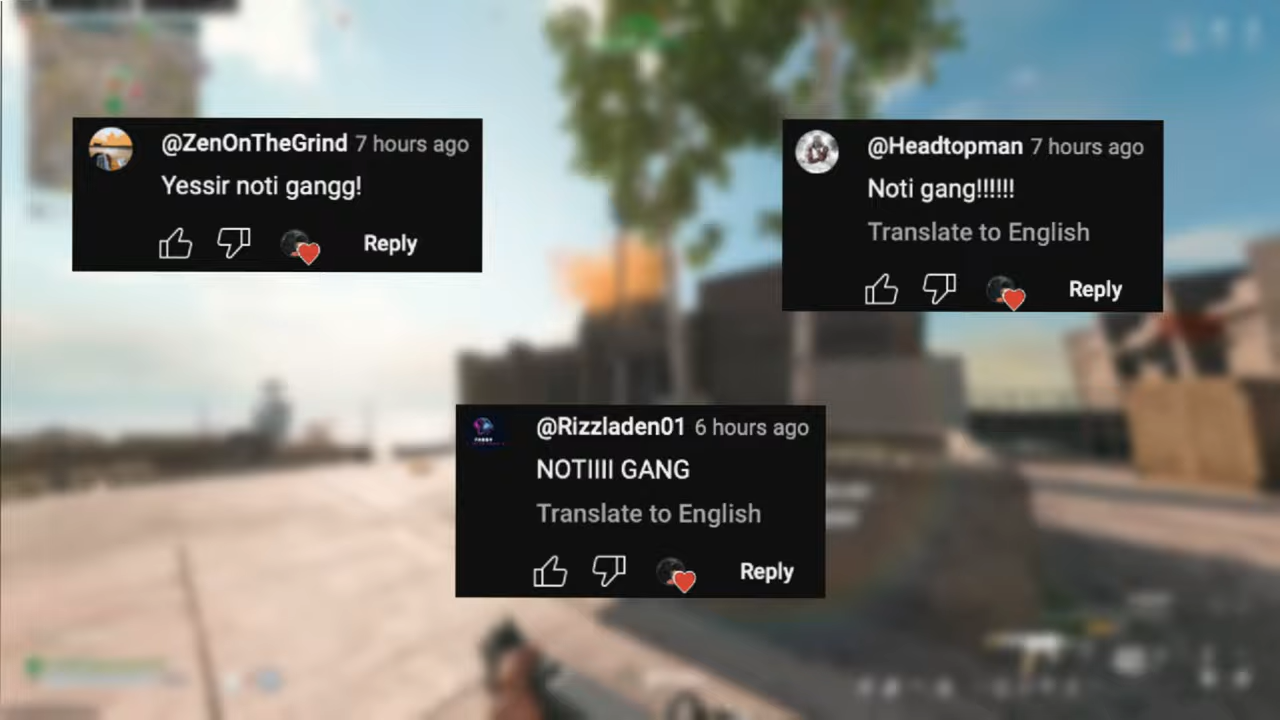 @ZenOnTheGrind 7 hours ago
Yessir noti gangg!
Reply
@Headtopman 7 hours ago
Noti gang!!!!!!
Translate to English
Reply
@Rizzladen01 6 hours ago
NOTIIII GANG
Translate to English
Reply